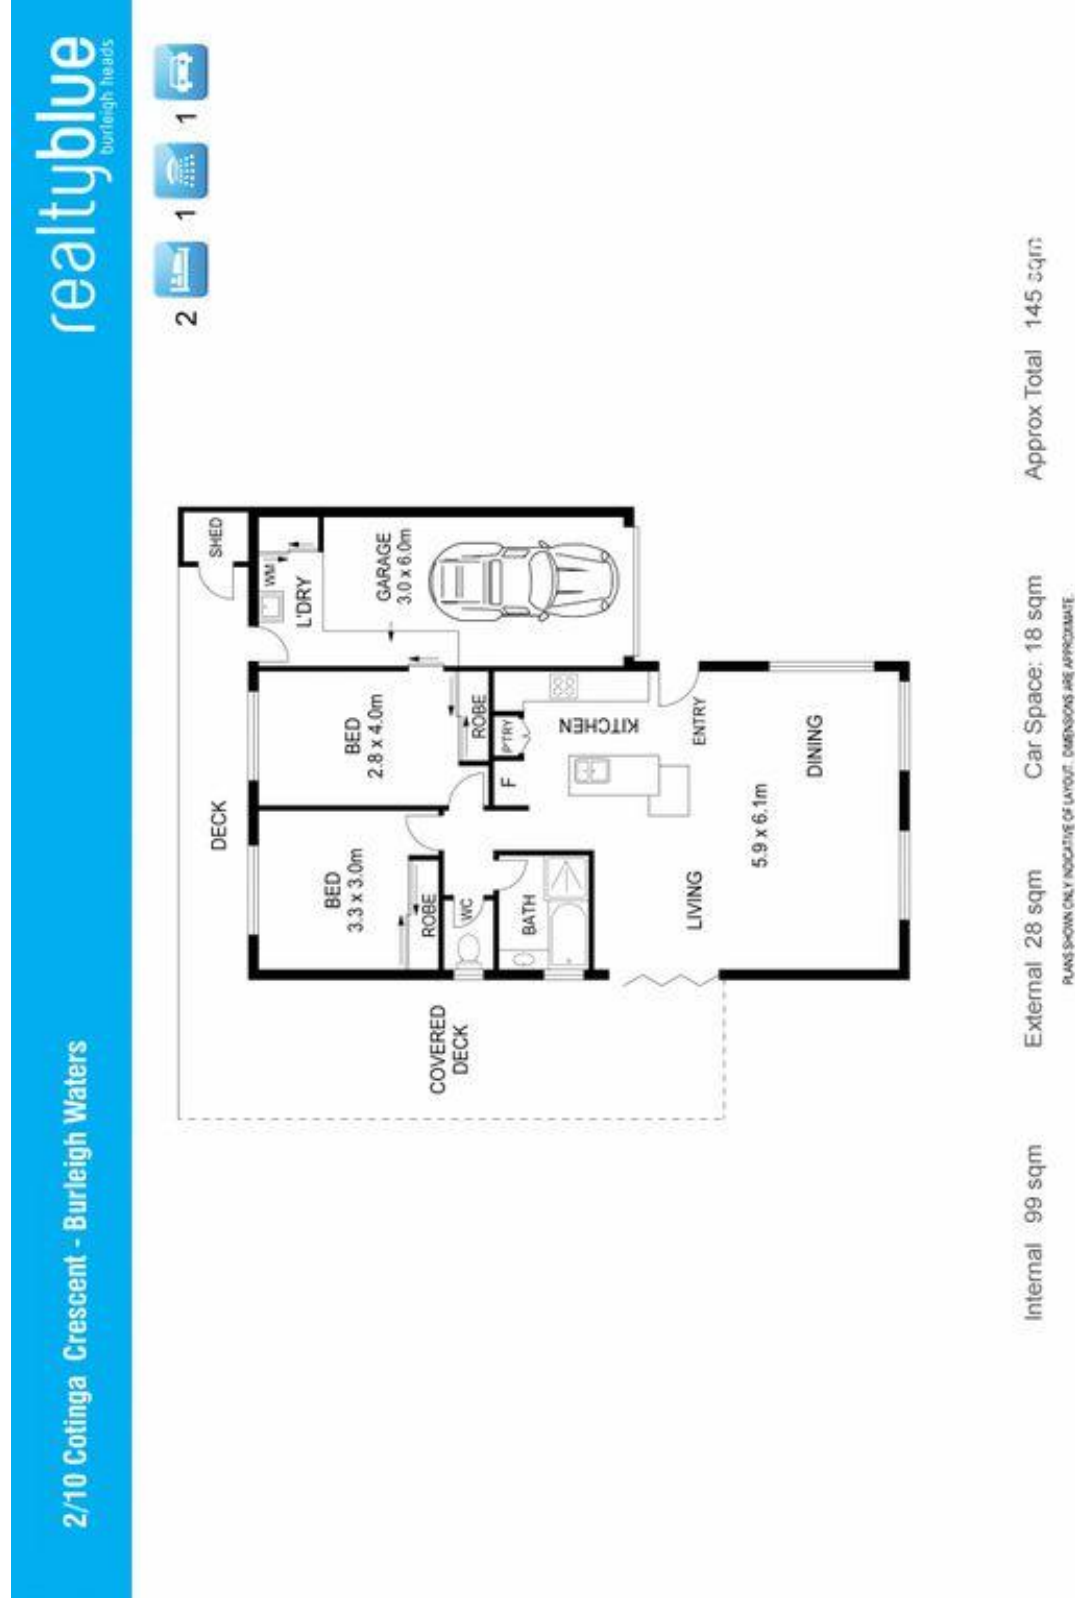 2/10 Cotinga Crescent - Burleigh Waters
realtyblue
burleigh heads
2 1 1
SHED
DECK
WM
L'DRY
GARAGE
3.0 x 6.0m
BED
2.8 x 4.0m
BED
3.3 x 3.0m
ROBE
ROBE
COVERED
DECK
WC
BATH
F
PTRY
KITCHEN
ENTRY
LIVING
5.9 x 6.1m
DINING
Internal 99 sqm External 28 sqm Car Space: 18 sqm Approx Total 145 sqm
PLANS SHOWN ONLY INDICATIVE OF LAYOUT. DIMENSIONS ARE APPROXIMATE.